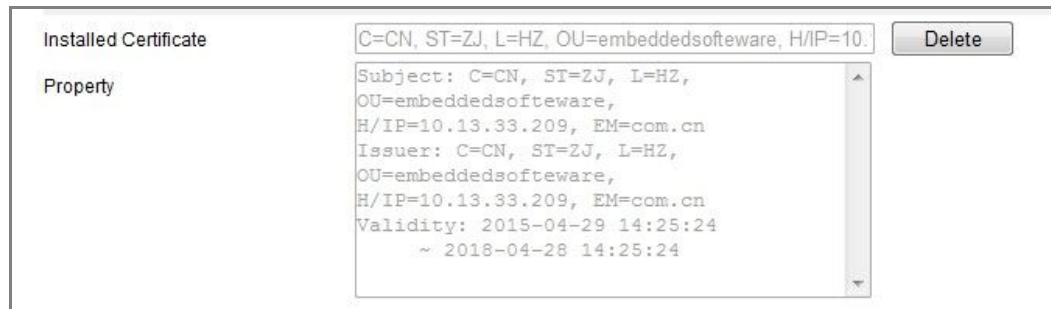 Installed Certificate
C=CN, ST=ZJ, L=HZ, OU=embeddedsofteware, H/IP=10.
Delete
Property
Subject: C=CN, ST=ZJ, L=HZ,
OU=embeddedsofteware,
H/IP=10.13.33.209, EM=com.cn
Issuer: C=CN, ST=ZJ, L=HZ,
OU=embeddedsofteware,
H/IP=10.13.33.209, EM=com.cn
Validity: 2015-04-29 14:25:24
~ 2018-04-28 14:25:24